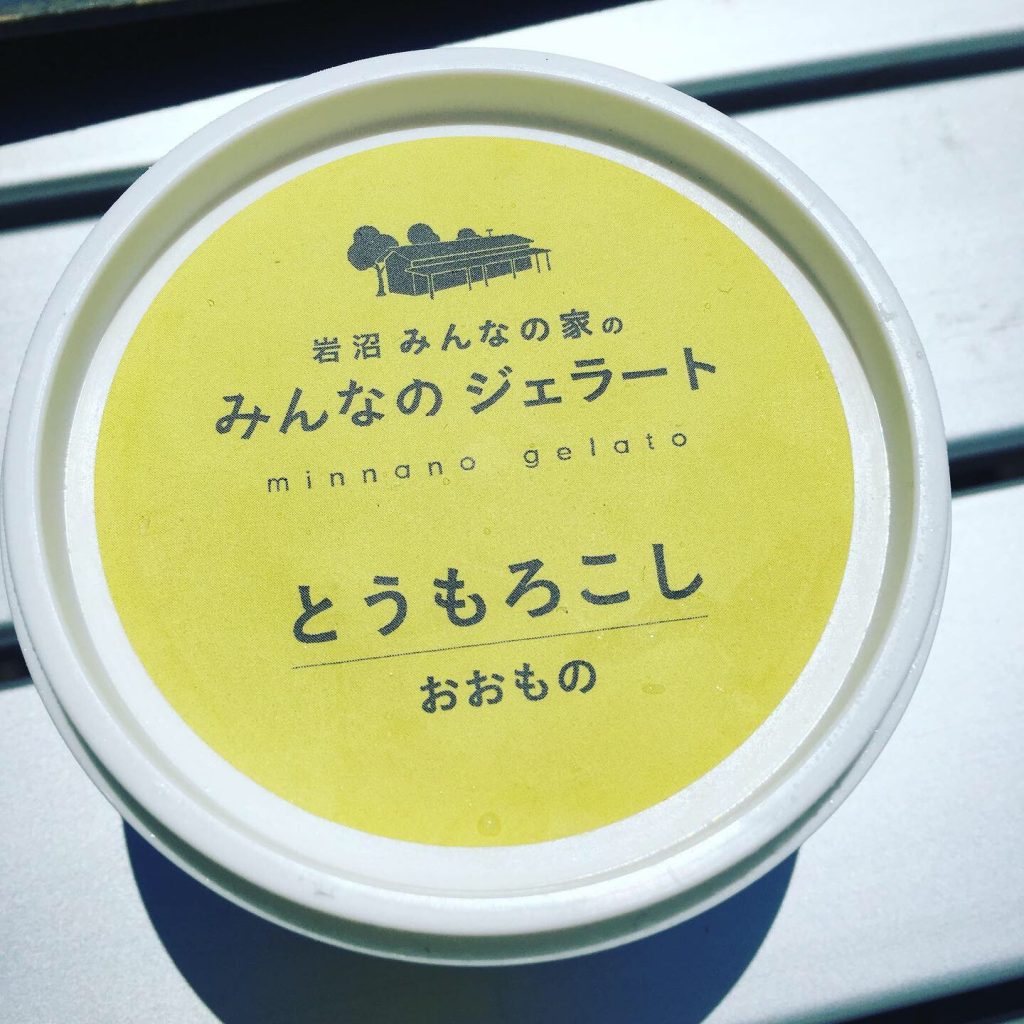 岩沼 みんなの家の
みんなの ジェラート
minnano gelato
とうもろこし
おおもの